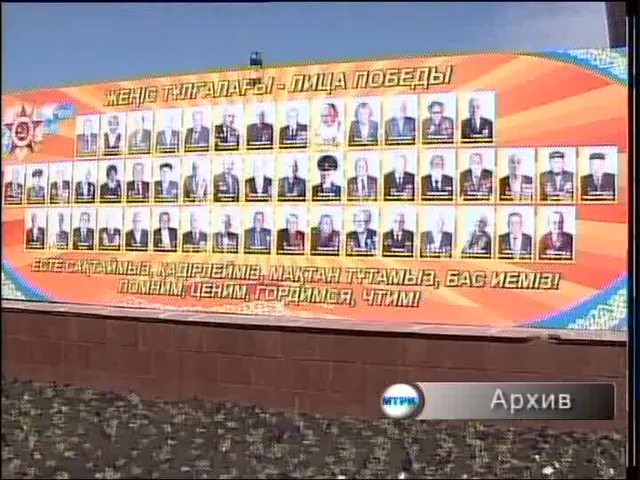 ЖЕҢІС ТҰЛҒАЛАРЫ - ЛИЦА ПОБЕДЫ
ЕСТЕ САҚТАЙМЫЗ, ҚАДІРЛЕЙМІЗ, МАҚТАН ТҰТАМЫЗ, БАС ИЕМІЗ!
ПОМНИМ, ЦЕНИМ, ГОРДИМСЯ, ЧТИМ!
МТРК Архив